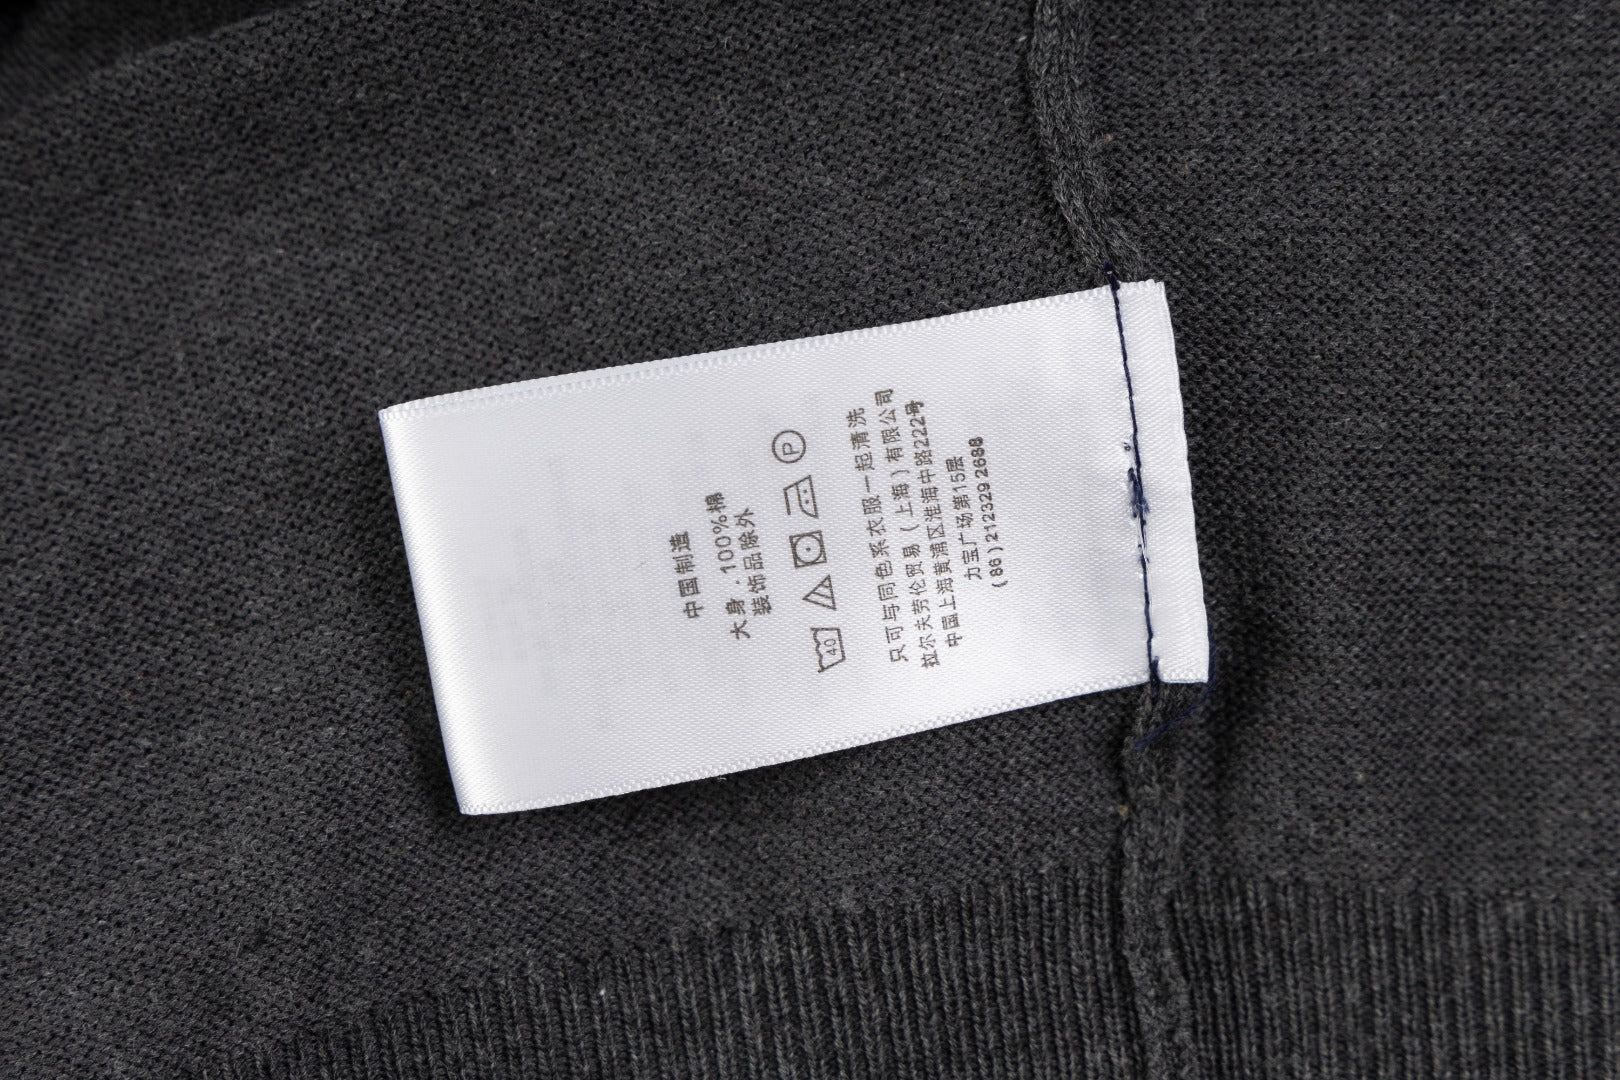 中国制造
大身.100%棉
装饰品除外
40
P
只可与同色系衣服一起清洗
拉尔夫劳伦贸易(上海)有限公司
中国上海黄浦区淮海中路222号
力宝广场第15层
(86)212329 2688